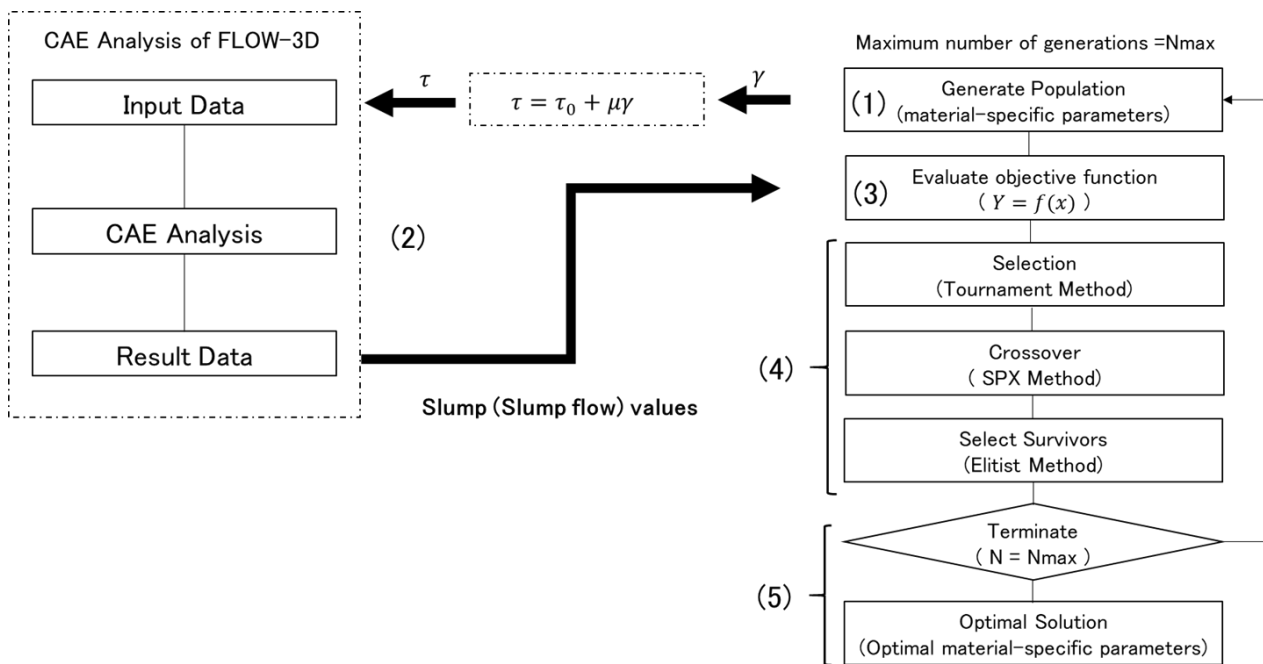 CAE Analysis of FLOW-3D
Input Data
CAE Analysis
Result Data
τ
τ = τ₀ + μγ
γ
(2)
Slump (Slump flow) values
Maximum number of generations =Nmax
(1)
Generate Population
(material-specific parameters)
(3)
Evaluate objective function
( Y = f(x) )
(4)
Selection
(Tournament Method)
Crossover
( SPX Method)
Select Survivors
(Elitist Method)
(5)
Terminate
( N = Nmax )
Optimal Solution
(Optimal material-specific parameters)